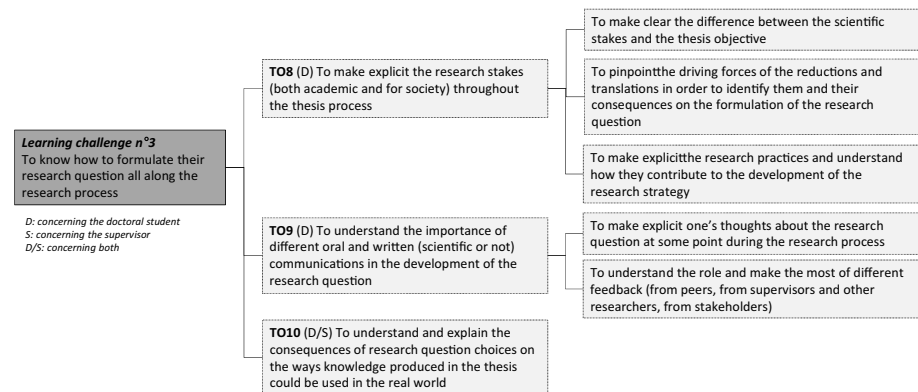 Learning challenge n°3
To know how to formulate their
research question all along the
research process
D: concerning the doctoral student
S: concerning the supervisor
D/S: concerning both
TO8 (D) To make explicit the research stakes
(both academic and for society) throughout
the thesis process
To make clear the difference between the scientific
stakes and the thesis objective
To pinpointthe driving forces of the reductions and
translations in order to identify them and their
consequences on the formulation of the research
question
To make explicitthe research practices and understand
how they contribute to the development of the
research strategy
TO9 (D) To understand the importance of
different oral and written (scientific or not)
communications in the development of the
research question
To make explicit one’s thoughts about the research
question at some point during the research process
To understand the role and make the most of different
feedback (from peers, from supervisors and other
researchers, from stakeholders)
TO10 (D/S) To understand and explain the
consequences of research question choices on
the ways knowledge produced in the thesis
could be used in the real world